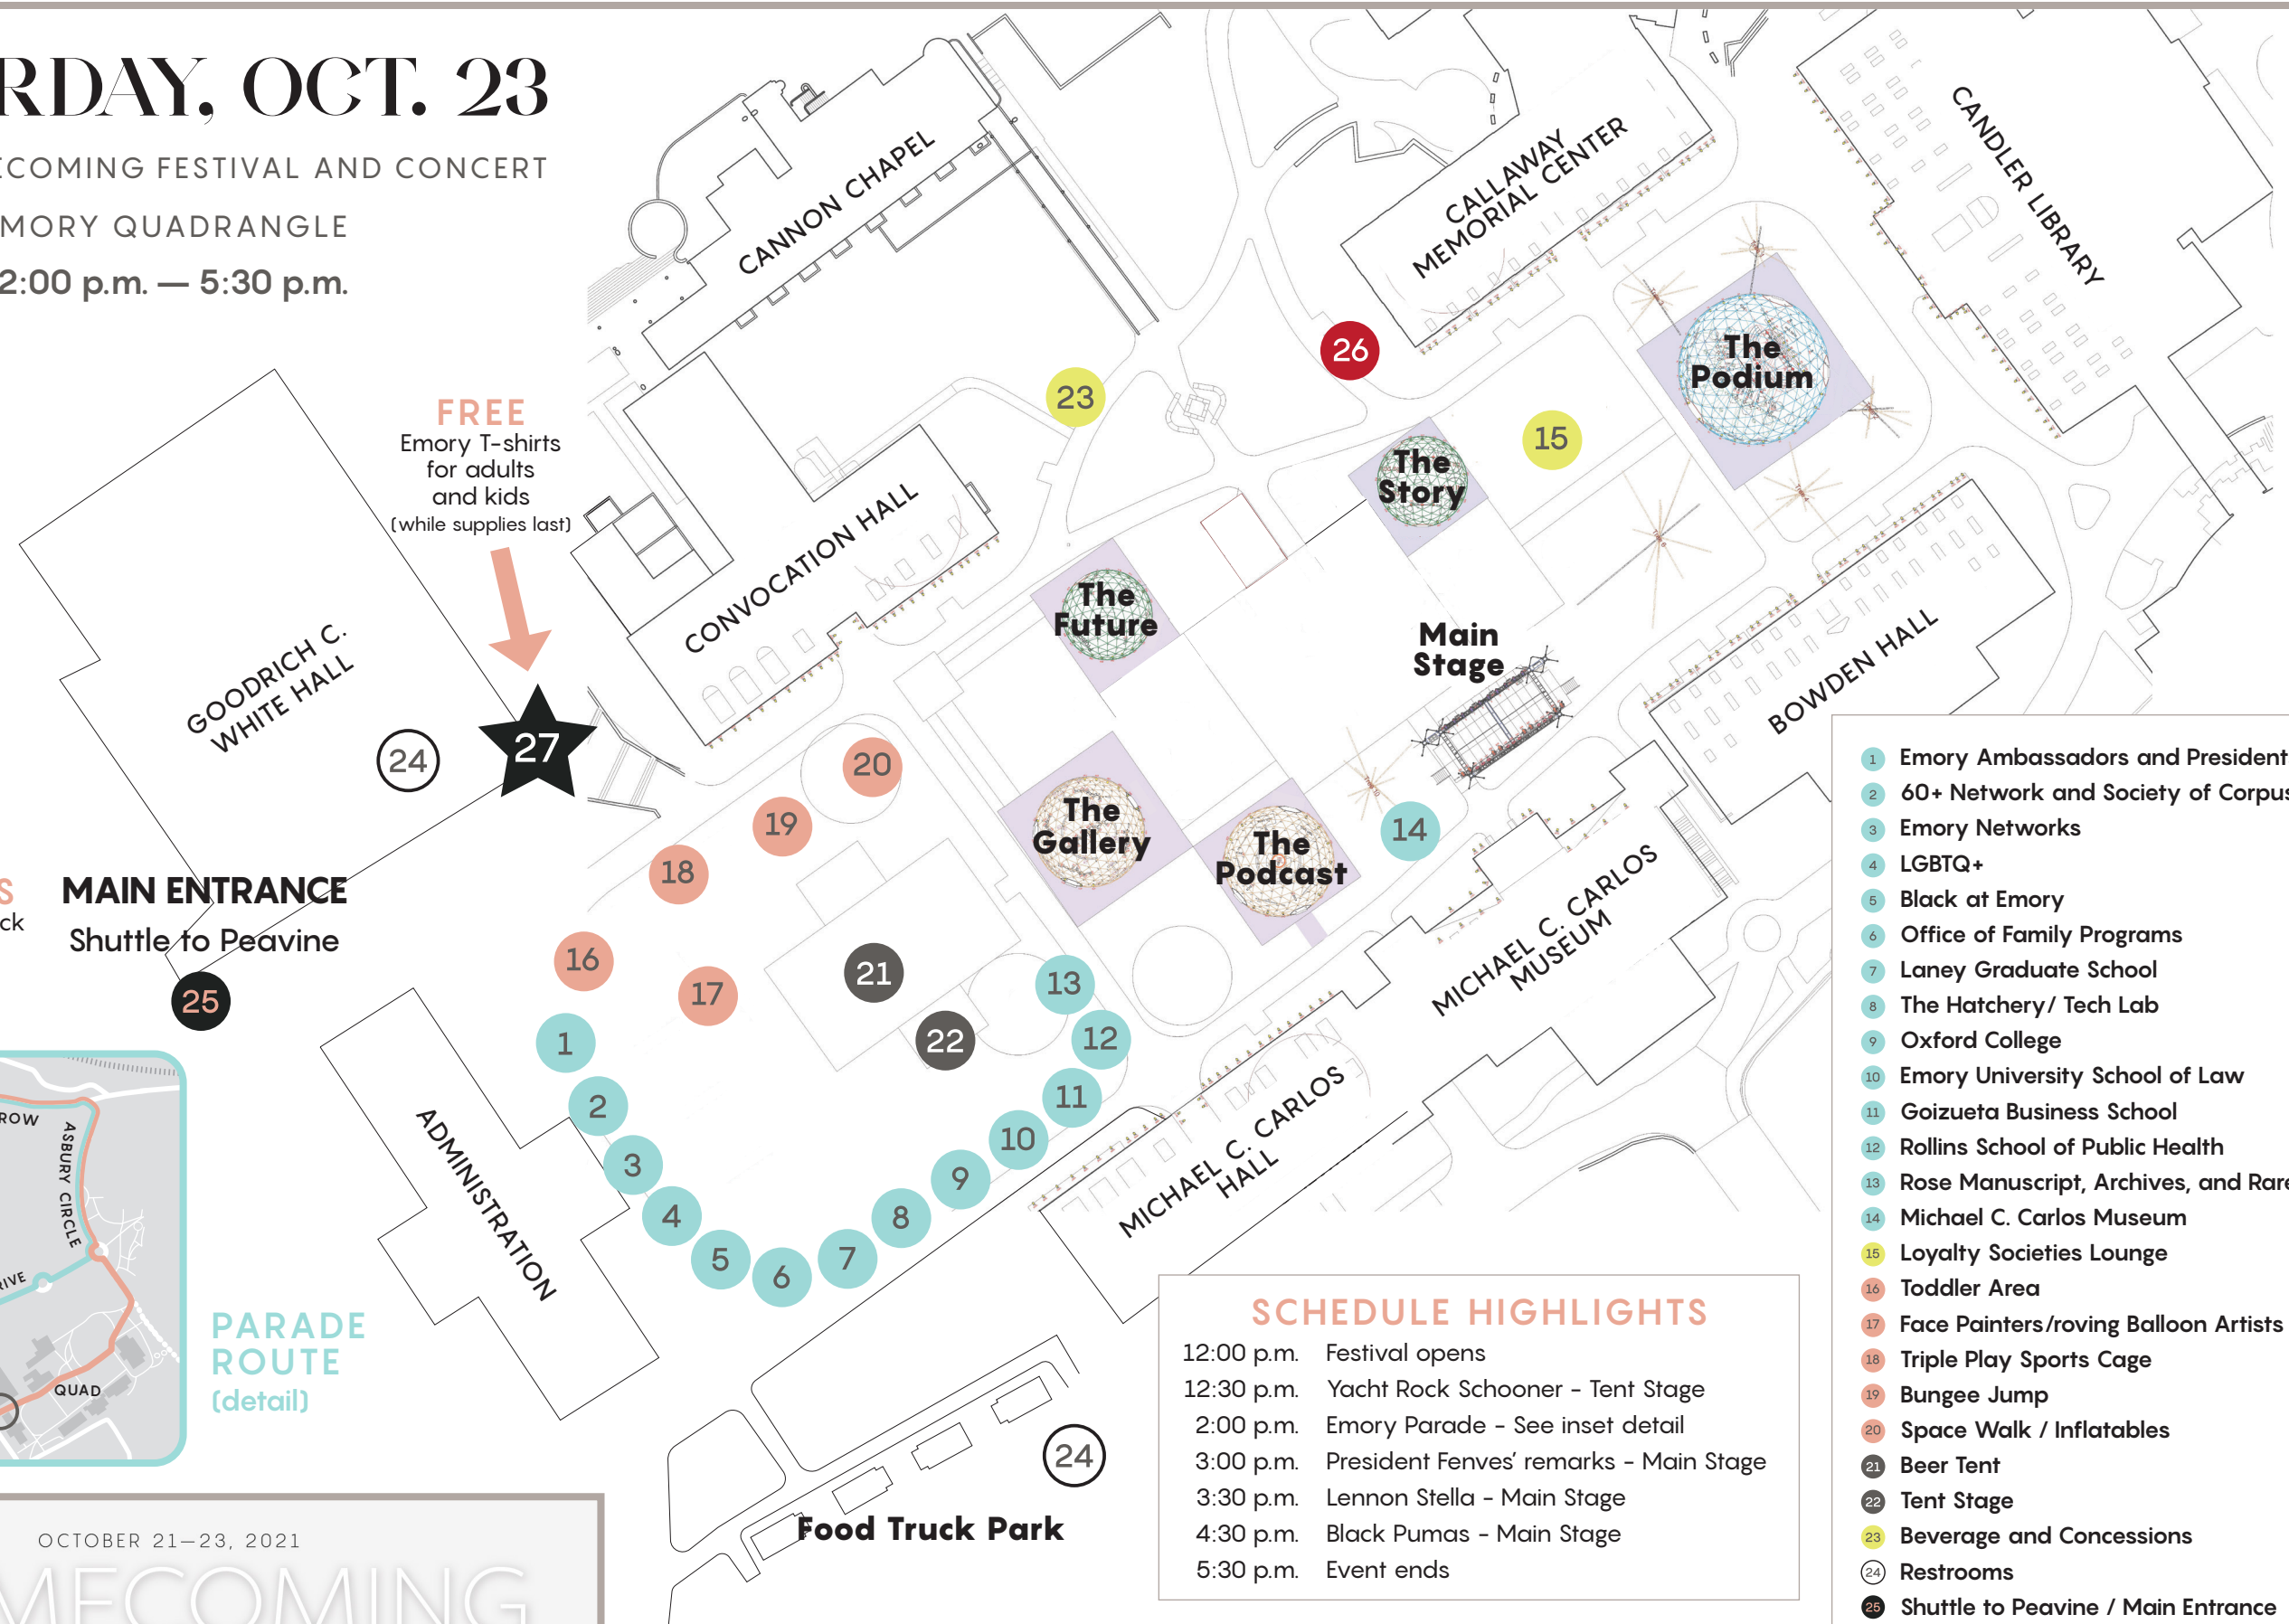 RDAY, OCT. 23
ECOMING FESTIVAL AND CONCERT
MORY QUADRANGLE
2:00 p.m. — 5:30 p.m.
FREE
Emory T-shirts
for adults
and kids
(while supplies last)
CANNON CHAPEL
CALLAWAY
MEMORIAL CENTER
CANDLER LIBRARY
CONVOCATION HALL
GOODRICH C.
WHITE HALL
BOWDEN HALL
MICHAEL C. CARLOS
MUSEUM
MICHAEL C. CARLOS
HALL
ADMINISTRATION
The
Podium
The
Story
The
Future
Main
Stage
The
Gallery
The
Podcast
26
23
15
27
24
20
19
18
16
17
21
22
14
13
12
11
10
9
8
7
6
5
4
3
2
1
25
24
S
ck
MAIN ENTRANCE
Shuttle to Peavine
ROW
ASBURY CIRCLE
RIVE
QUAD
PARADE
ROUTE
(detail)
Food Truck Park
OCTOBER 21—23, 2021
MECOMING
SCHEDULE HIGHLIGHTS
12:00 p.m. Festival opens
12:30 p.m. Yacht Rock Schooner - Tent Stage
2:00 p.m. Emory Parade - See inset detail
3:00 p.m. President Fenves’ remarks - Main Stage
3:30 p.m. Lennon Stella - Main Stage
4:30 p.m. Black Pumas - Main Stage
5:30 p.m. Event ends
1 Emory Ambassadors and President
2 60+ Network and Society of Corpus
3 Emory Networks
4 LGBTQ+
5 Black at Emory
6 Office of Family Programs
7 Laney Graduate School
8 The Hatchery/ Tech Lab
9 Oxford College
10 Emory University School of Law
11 Goizueta Business School
12 Rollins School of Public Health
13 Rose Manuscript, Archives, and Rare
14 Michael C. Carlos Museum
15 Loyalty Societies Lounge
16 Toddler Area
17 Face Painters/roving Balloon Artists
18 Triple Play Sports Cage
19 Bungee Jump
20 Space Walk / Inflatables
21 Beer Tent
22 Tent Stage
23 Beverage and Concessions
24 Restrooms
25 Shuttle to Peavine / Main Entrance